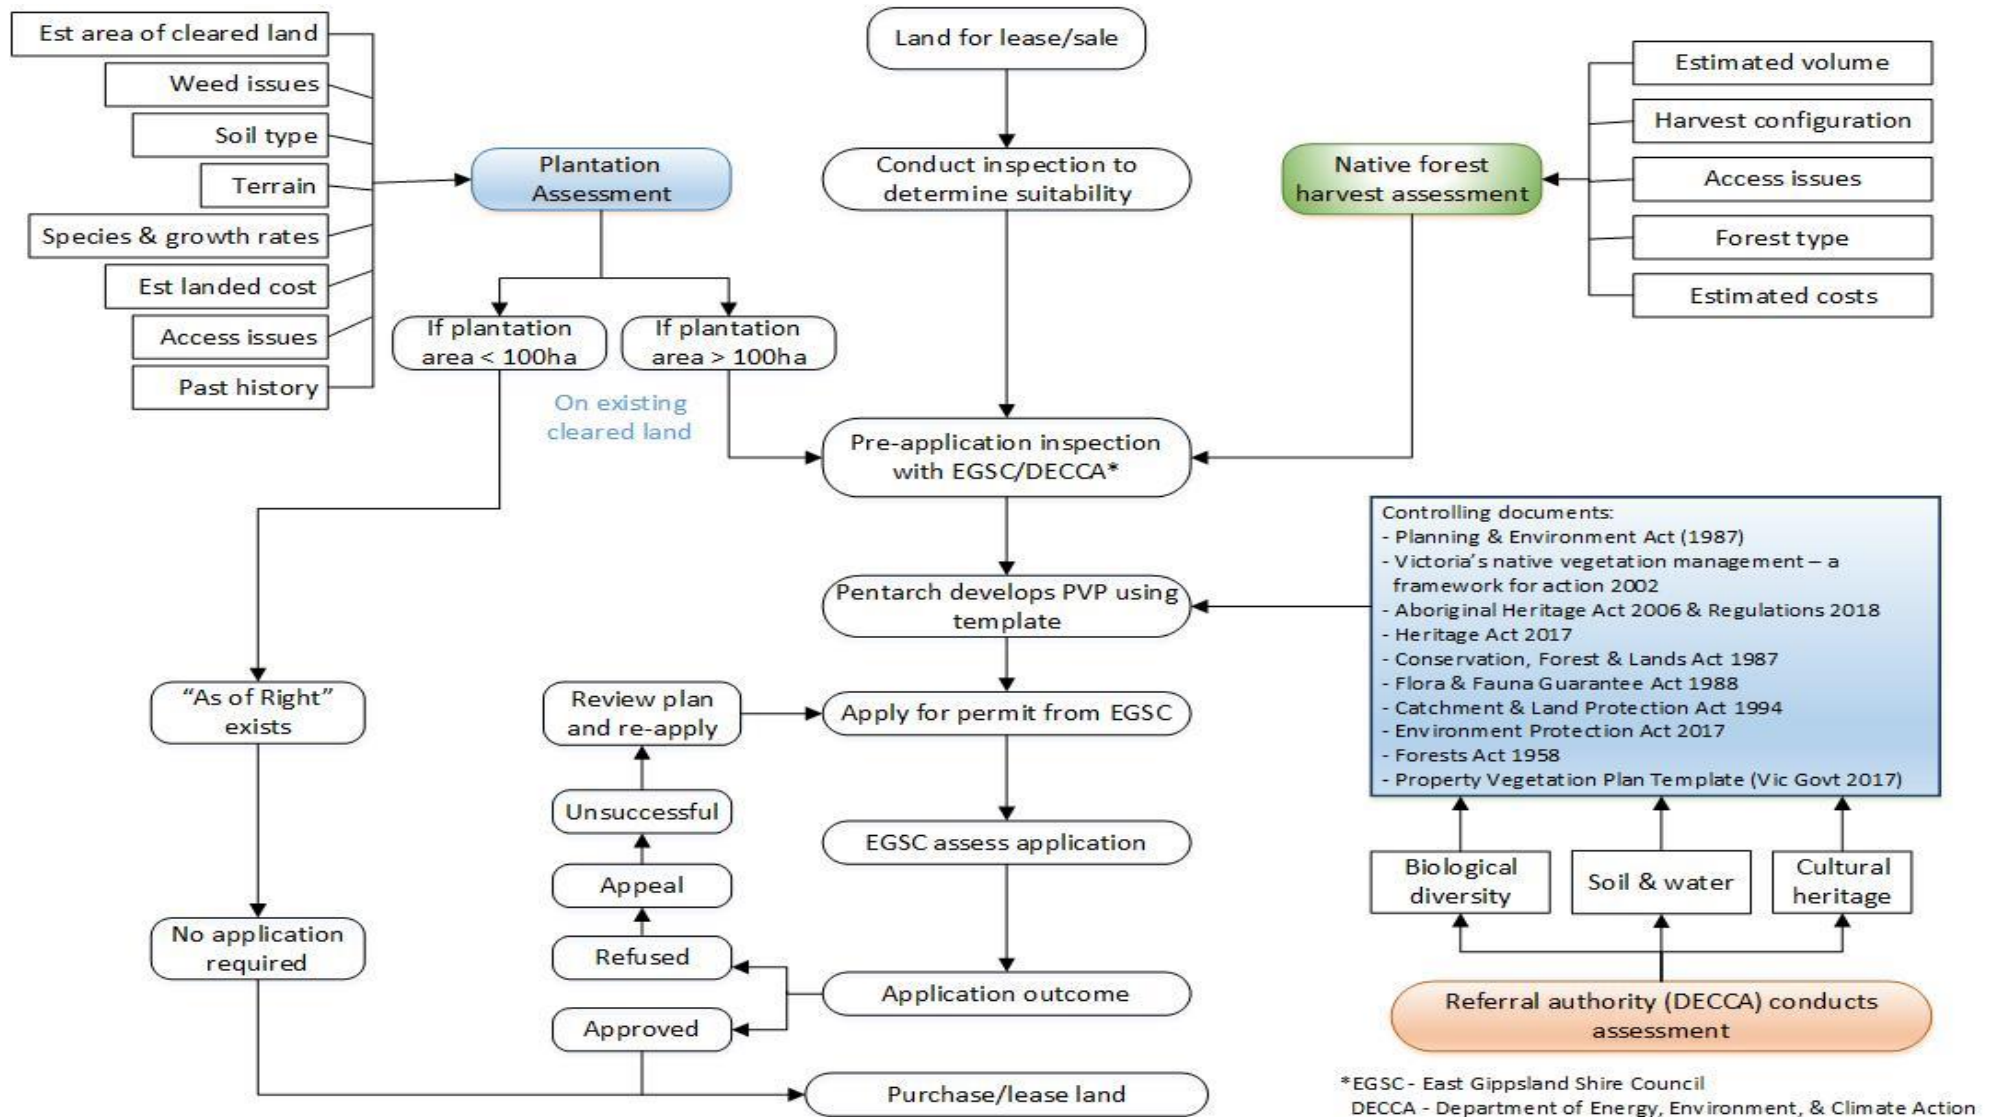 Est area of cleared land
Weed issues
Soil type
Terrain
Species & growth rates
Est landed cost
Access issues
Past history
Plantation
Assessment
If plantation
area < 100ha
If plantation
area > 100ha
On existing
cleared land
Land for lease/sale
Conduct inspection to
determine suitability
Native forest
harvest assessment
Estimated volume
Harvest configuration
Access issues
Forest type
Estimated costs
Pre-application inspection
with EGSC/DECCA*
Pentarch develops PVP using
template
Controlling documents:
- Planning & Environment Act (1987)
- Victoria's native vegetation management – a
framework for action 2002
- Aboriginal Heritage Act 2006 & Regulations 2018
- Heritage Act 2017
- Conservation, Forest & Lands Act 1987
- Flora & Fauna Guarantee Act 1988
- Catchment & Land Protection Act 1994
- Environment Protection Act 2017
- Forests Act 1958
- Property Vegetation Plan Template (Vic Govt 2017)
"As of Right"
exists
No application
required
Review plan
and re-apply
Unsuccessful
Appeal
Refused
Approved
Apply for permit from EGSC
EGSC assess application
Application outcome
Purchase/lease land
Biological
diversity
Soil & water
Cultural
heritage
Referral authority (DECCA) conducts
assessment
*EGSC - East Gippsland Shire Council
DECCA - Department of Energy, Environment, & Climate Action